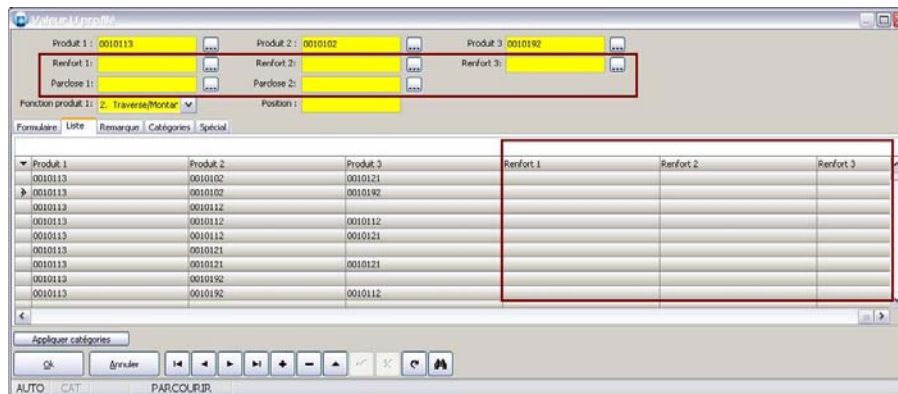 Valeur U profilé
Produit 1 : 0010113 ... Produit 2 : 0010102 ... Produit 3 0010192 ...
Renfort 1: ... Renfort 2: ... Renfort 3: ...
Parclose 1: ... Parclose 2: ...
Fonction produit 1: 2. Traverse/Montar Position :
Formulaire Liste Remarque Catégories Spécial
Produit 1 Produit 2 Produit 3 Renfort 1 Renfort 2 Renfort 3
0010113 0010102 0010121
0010113 0010102 0010192
0010113 0010112
0010113 0010112 0010112
0010113 0010112 0010121
0010113 0010121
0010113 0010121 0010121
0010113 0010192
0010113 0010192 0010112
Appliquer catégories
Ok Annuler
AUTO CAT PARCOURIR